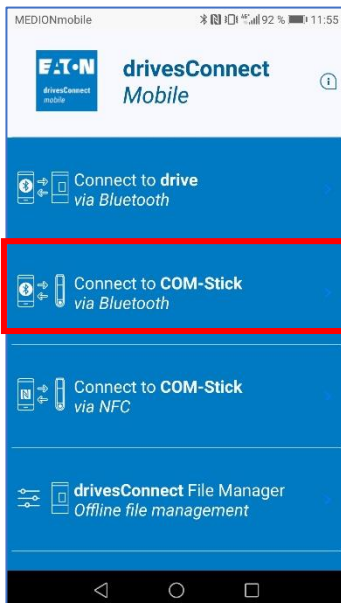 MEDIONmobile 92 % 11:55
EATON
drivesConnect
mobile
drivesConnect
Mobile
Connect to drive
via Bluetooth
Connect to COM-Stick
via Bluetooth
Connect to COM-Stick
via NFC
drivesConnect File Manager
Offline file management